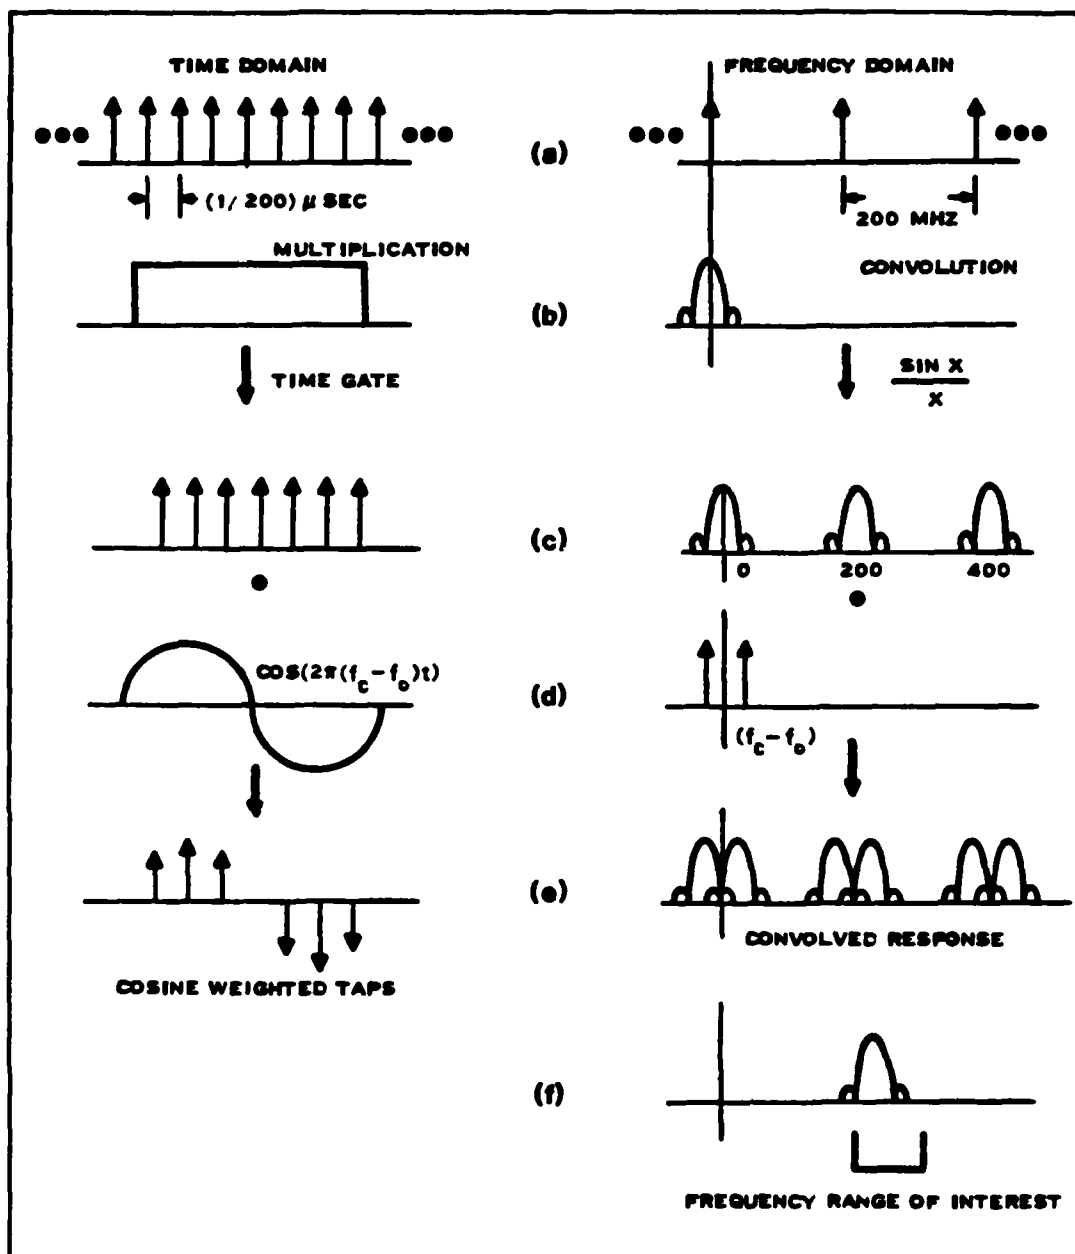 TIME DOMAIN
FREQUENCY DOMAIN
(a)
(1/200) μ SEC
200 MHZ
MULTIPLICATION
CONVOLUTION
(b)
TIME GATE
SIN X
X
(c)
0 200 400
COS(2π(f_c-f_o)t)
(d)
(f_c-f_o)
(e)
CONVOLVED RESPONSE
COSINE WEIGHTED TAPS
(f)
FREQUENCY RANGE OF INTEREST